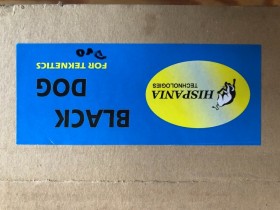 HISPANIA
TECHNOLOGIES
BLACK
DOG
FOR TEKNETICS